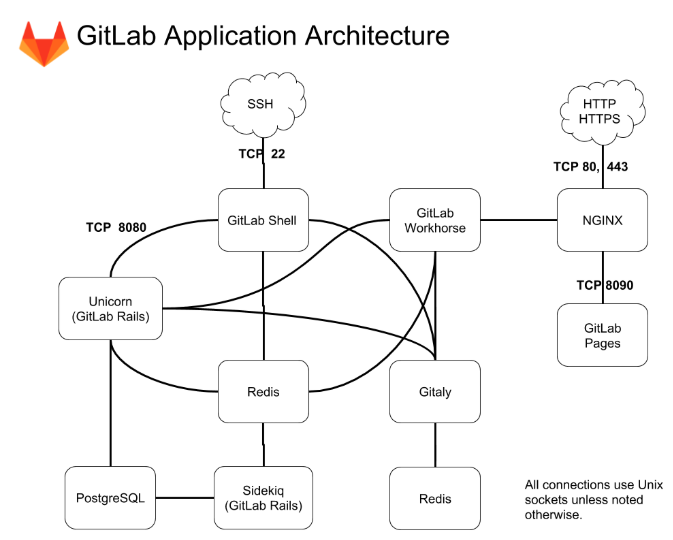 GitLab Application Architecture
SSH
HTTP
HTTPS
TCP 22
TCP 80, 443
GitLab Shell
GitLab
Workhorse
NGINX
TCP 8080
TCP 8090
Unicorn
(GitLab Rails)
GitLab
Pages
Redis
Gitaly
PostgreSQL
Sidekiq
(GitLab Rails)
Redis
All connections use Unix
sockets unless noted
otherwise.